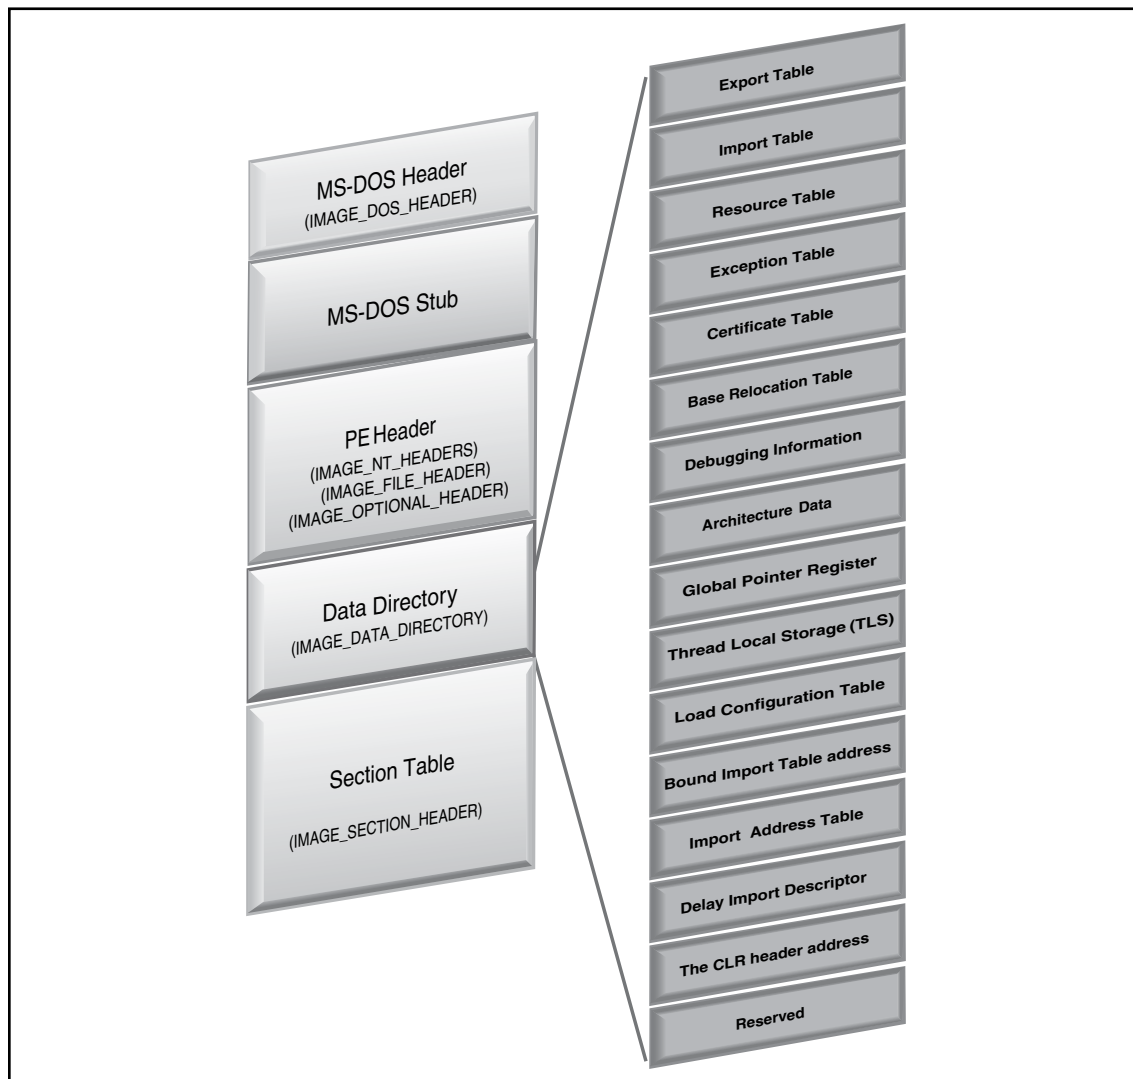 MS-DOS Header
(IMAGE_DOS_HEADER)
MS-DOS Stub
PE Header
(IMAGE_NT_HEADERS)
(IMAGE_FILE_HEADER)
(IMAGE_OPTIONAL_HEADER)
Data Directory
(IMAGE_DATA_DIRECTORY)
Section Table
(IMAGE_SECTION_HEADER)
Export Table
Import Table
Resource Table
Exception Table
Certificate Table
Base Relocation Table
Debugging Information
Architecture Data
Global Pointer Register
Thread Local Storage (TLS)
Load Configuration Table
Bound Import Table address
Import Address Table
Delay Import Descriptor
The CLR header address
Reserved